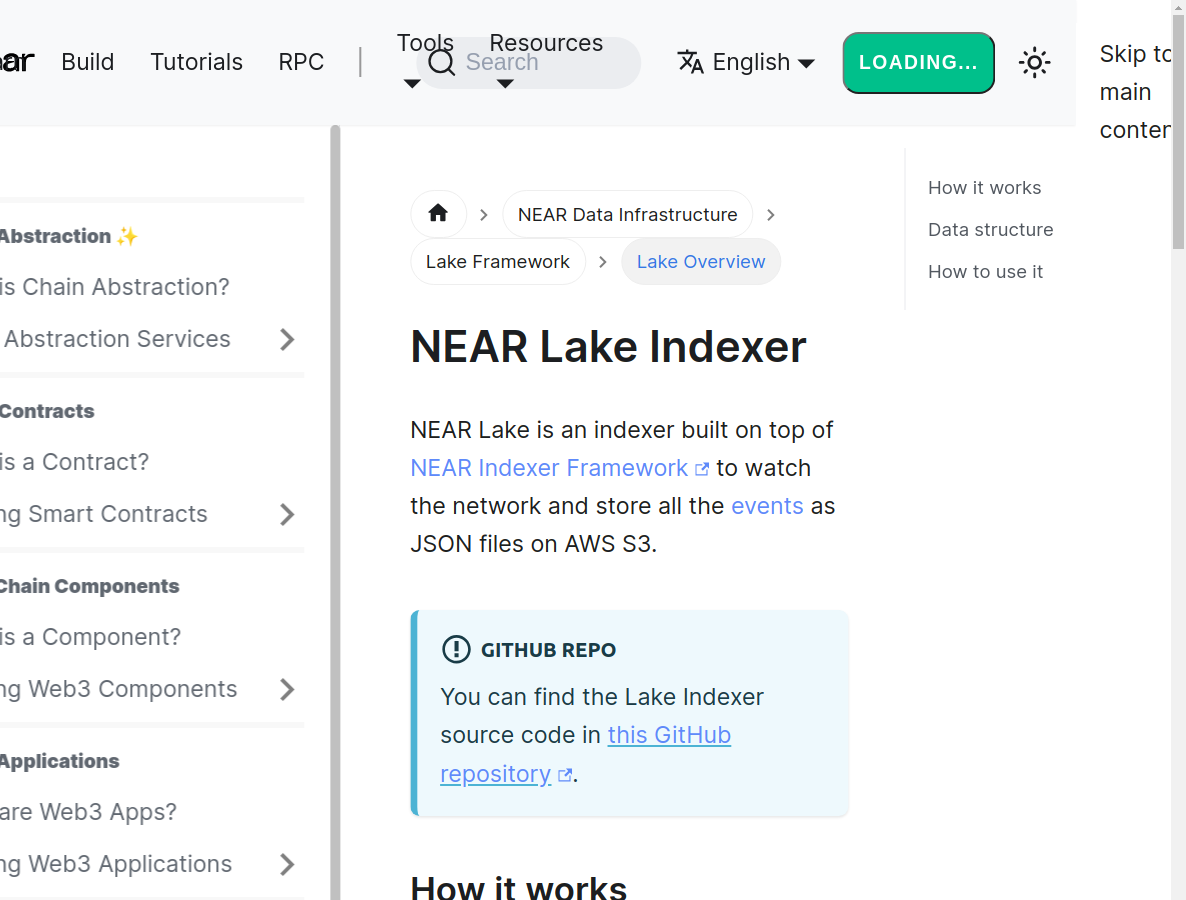 ar Build Tutorials RPC Tools Resources Search English LOADING...
Skip to
main
Abstraction ✨
is Chain Abstraction?
Abstraction Services
Contracts
is a Contract?
ng Smart Contracts
Chain Components
is a Component?
ng Web3 Components
Applications
are Web3 Apps?
ng Web3 Applications
NEAR Data Infrastructure
Lake Framework
Lake Overview
NEAR Lake Indexer
NEAR Lake is an indexer built on top of
NEAR Indexer Framework to watch
the network and store all the events as
JSON files on AWS S3.
GITHUB REPO
You can find the Lake Indexer
source code in this GitHub
repository.
How it works
How it works
Data structure
How to use it